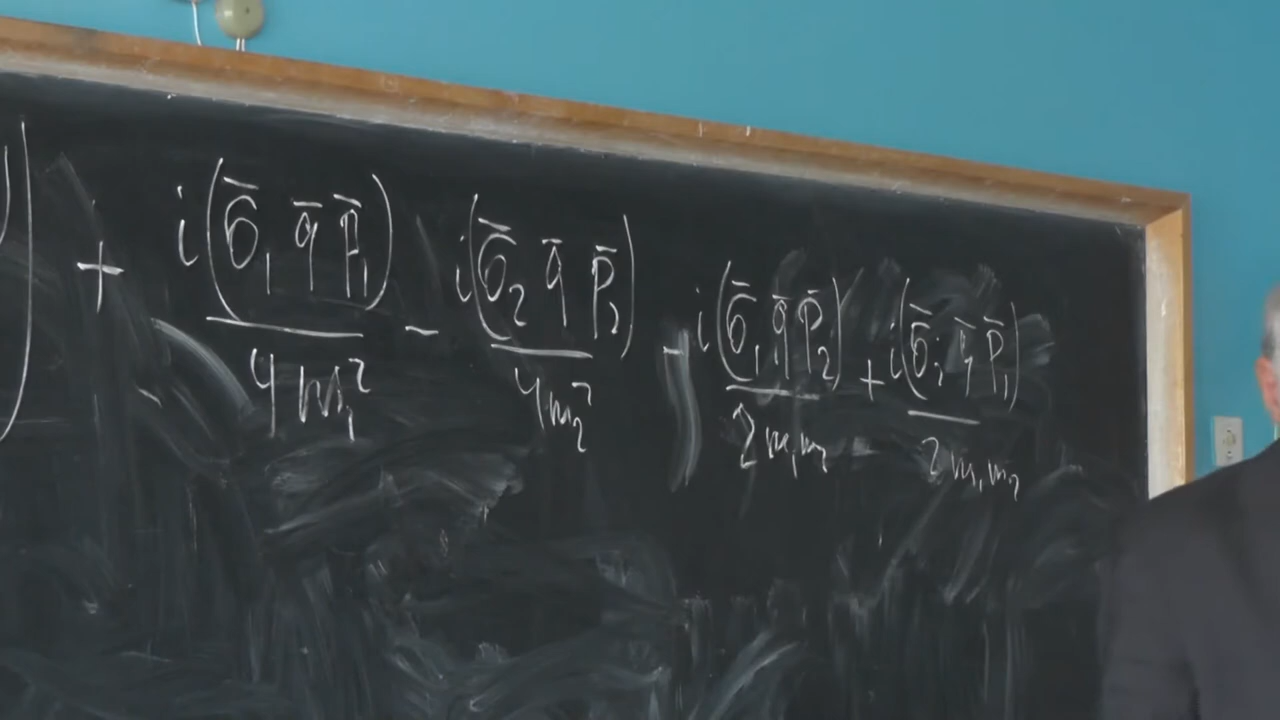 ) + i(σ̄₁ q̄ p̄₁)/4m₁² - i(σ̄₂ q̄ p̄₂)/4m₂² - i(σ̄₁ q̄ p̄₂)/2m₁m₂ + i(σ̄₂ q̄ p̄₁)/2m₁m₂